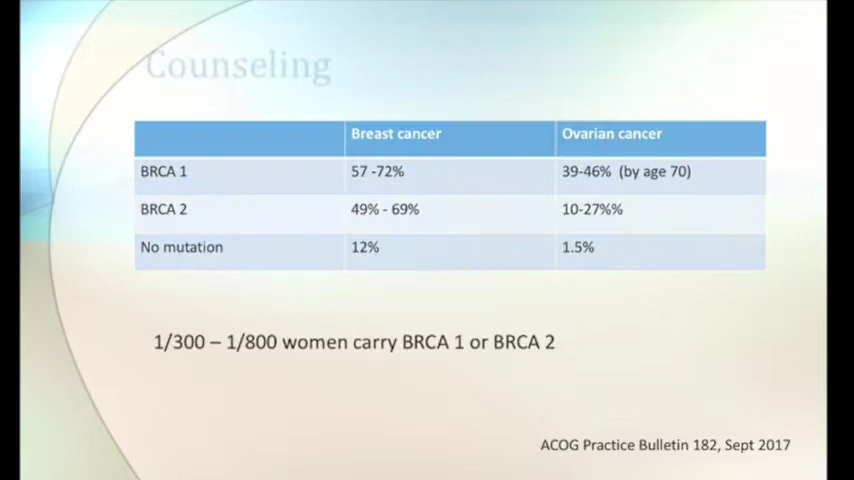 Counseling
Breast cancer Ovarian cancer
BRCA 1 57 -72% 39-46% (by age 70)
BRCA 2 49% - 69% 10-27%%
No mutation 12% 1.5%
1/300 – 1/800 women carry BRCA 1 or BRCA 2
ACOG Practice Bulletin 182, Sept 2017